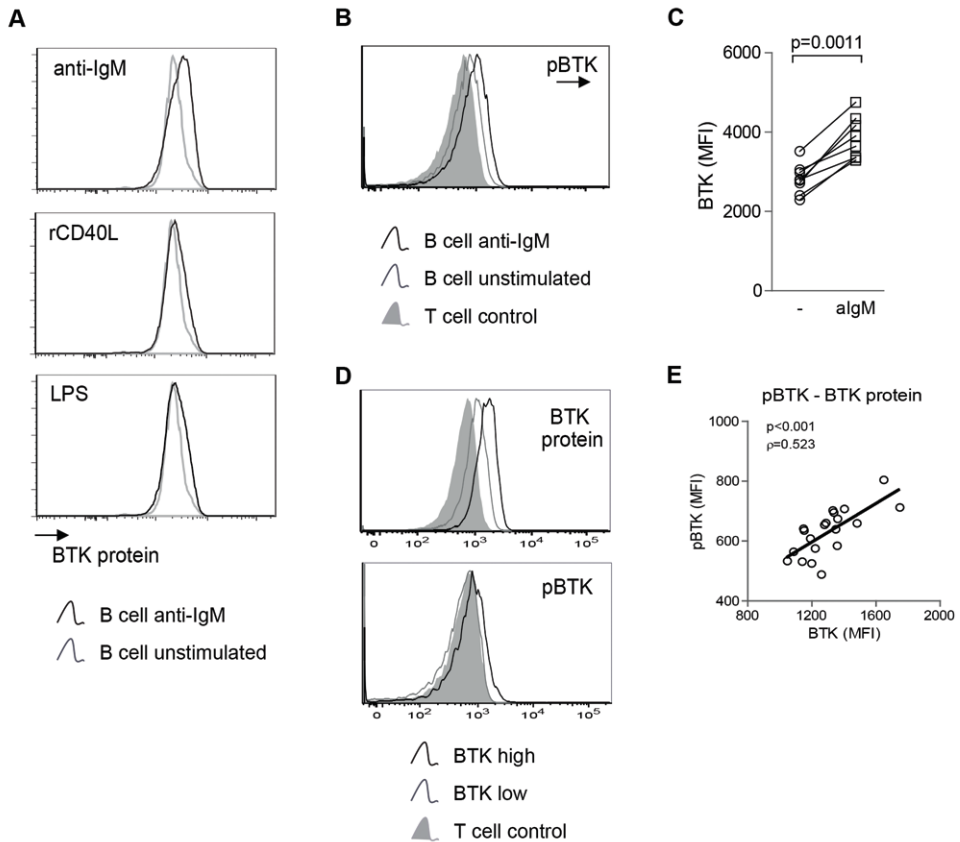 A
anti-IgM
rCD40L
LPS
BTK protein
B cell anti-IgM
B cell unstimulated
B
pBTK
B cell anti-IgM
B cell unstimulated
T cell control
C
p=0.0011
6000
4000
2000
0
BTK (MFI)
-
aIgM
D
BTK
protein
0 10² 10³ 10⁴ 10⁵
pBTK
0 10² 10³ 10⁴ 10⁵
BTK high
BTK low
T cell control
E
pBTK - BTK protein
p<0.001
ρ=0.523
1000
800
600
400
pBTK (MFI)
800 1200 1600 2000
BTK (MFI)